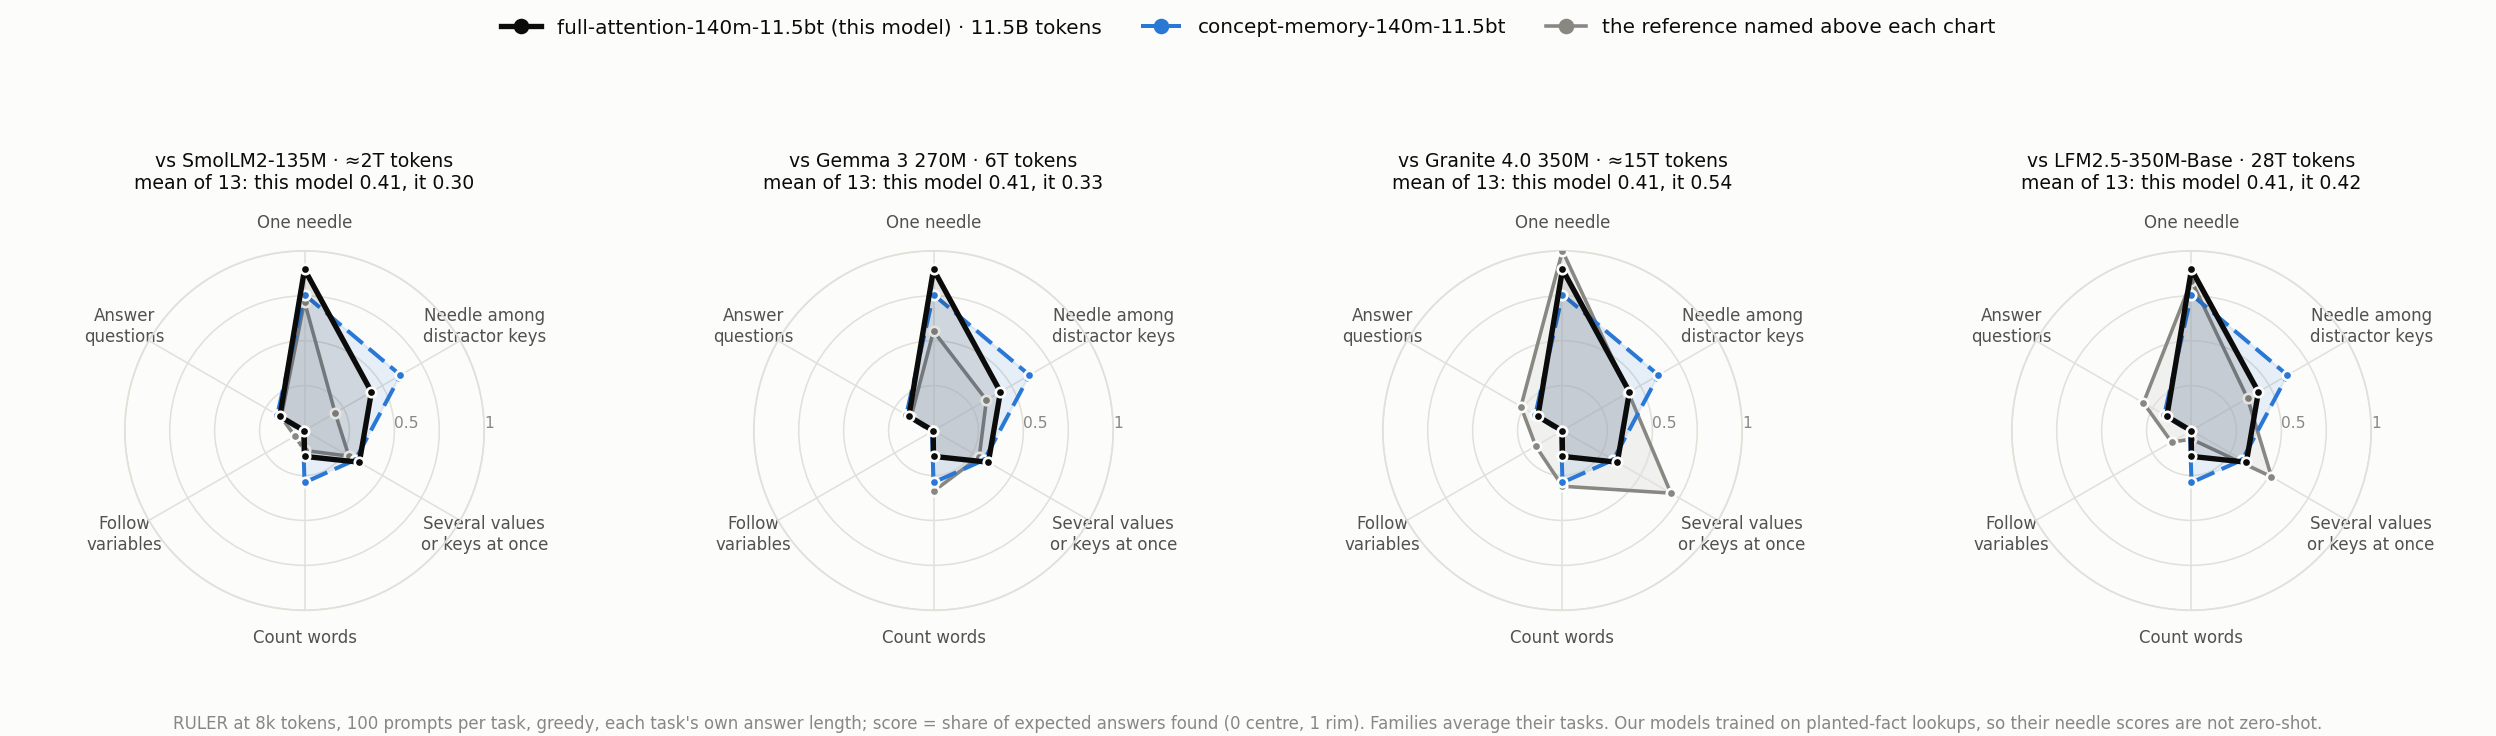 full-attention-140m-11.5bt (this model) · 11.5B tokens
concept-memory-140m-11.5bt
the reference named above each chart
vs SmolLM2-135M · ≈2T tokens
mean of 13: this model 0.41, it 0.30
One needle
Answer
questions
Needle among
distractor keys
0.5
1
Follow
variables
Several values
or keys at once
Count words
vs Gemma 3 270M · 6T tokens
mean of 13: this model 0.41, it 0.33
One needle
Answer
questions
Needle among
distractor keys
0.5
1
Follow
variables
Several values
or keys at once
Count words
vs Granite 4.0 350M · ≈15T tokens
mean of 13: this model 0.41, it 0.54
One needle
Answer
questions
Needle among
distractor keys
0.5
1
Follow
variables
Several values
or keys at once
Count words
vs LFM2.5-350M-Base · 28T tokens
mean of 13: this model 0.41, it 0.42
One needle
Answer
questions
Needle among
distractor keys
0.5
1
Follow
variables
Several values
or keys at once
Count words
RULER at 8k tokens, 100 prompts per task, greedy, each task's own answer length; score = share of expected answers found (0 centre, 1 rim). Families average their tasks. Our models trained on planted-fact lookups, so their needle scores are not zero-shot.